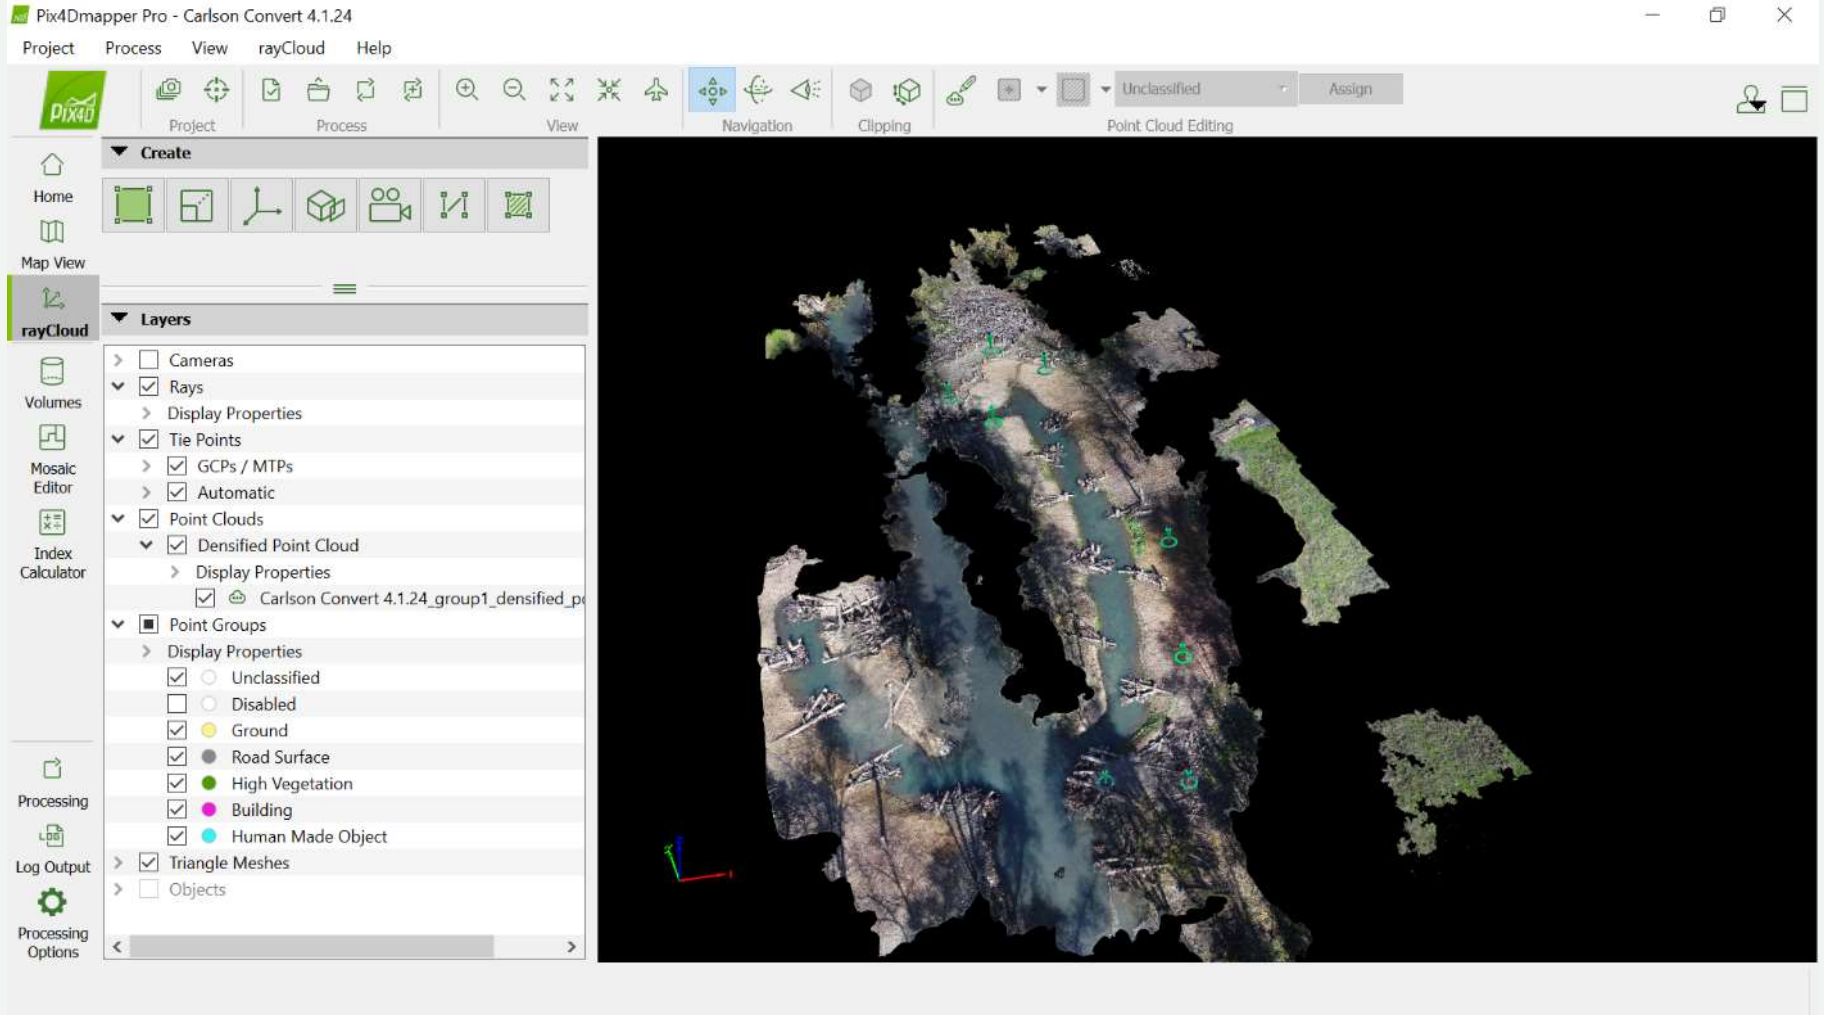 Pix4Dmapper Pro - Carlson Convert 4.1.24
Project Process View rayCloud Help
PIX4D
Unclassified
Assign
Project
Process
View
Navigation
Clipping
Point Cloud Editing
Home
Map View
rayCloud
Volumes
Mosaic
Editor
Index
Calculator
Processing
Log Output
Processing
Options
Create
Layers
Cameras
Rays
Display Properties
Tie Points
GCPs / MTPs
Automatic
Point Clouds
Densified Point Cloud
Display Properties
Carlson Convert 4.1.24_group1_densified_p
Point Groups
Display Properties
Unclassified
Disabled
Ground
Road Surface
High Vegetation
Building
Human Made Object
Triangle Meshes
Objects